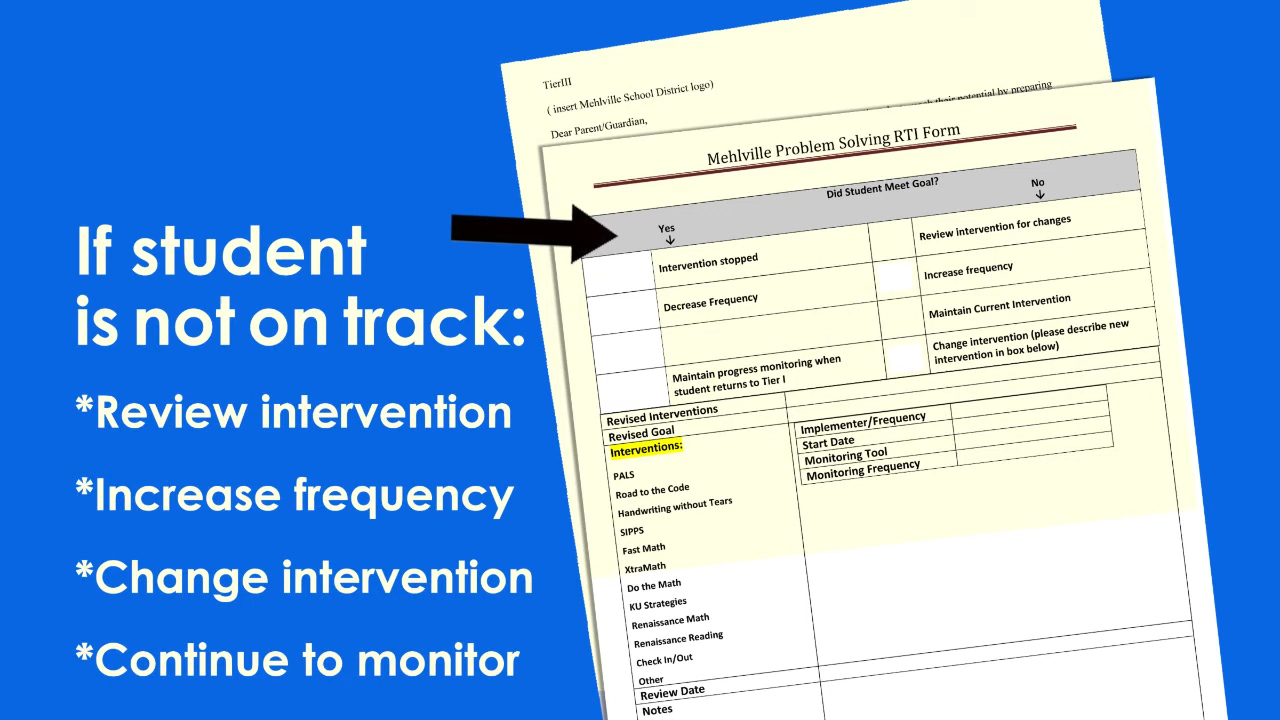 If student
is not on track:
*Review intervention
*Increase frequency
*Change intervention
*Continue to monitor
TierIII
( insert Mehlville School District logo)
Dear Parent/Guardian,
their potential by preparing
Mehlville Problem Solving RTI Form
Did Student Meet Goal?
Yes
No
Intervention stopped
Review intervention for changes
Decrease Frequency
Increase frequency
Maintain Current Intervention
Maintain progress monitoring when
student returns to Tier I
Change intervention (please describe new
intervention in box below)
Revised Interventions
Revised Goal
Interventions:
PALS
Road to the Code
Handwriting without Tears
SIPPS
Fast Math
XtraMath
Do the Math
KU Strategies
Renaissance Math
Renaissance Reading
Check In/Out
Other
Implementer/Frequency
Start Date
Monitoring Tool
Monitoring Frequency
Review Date
Notes